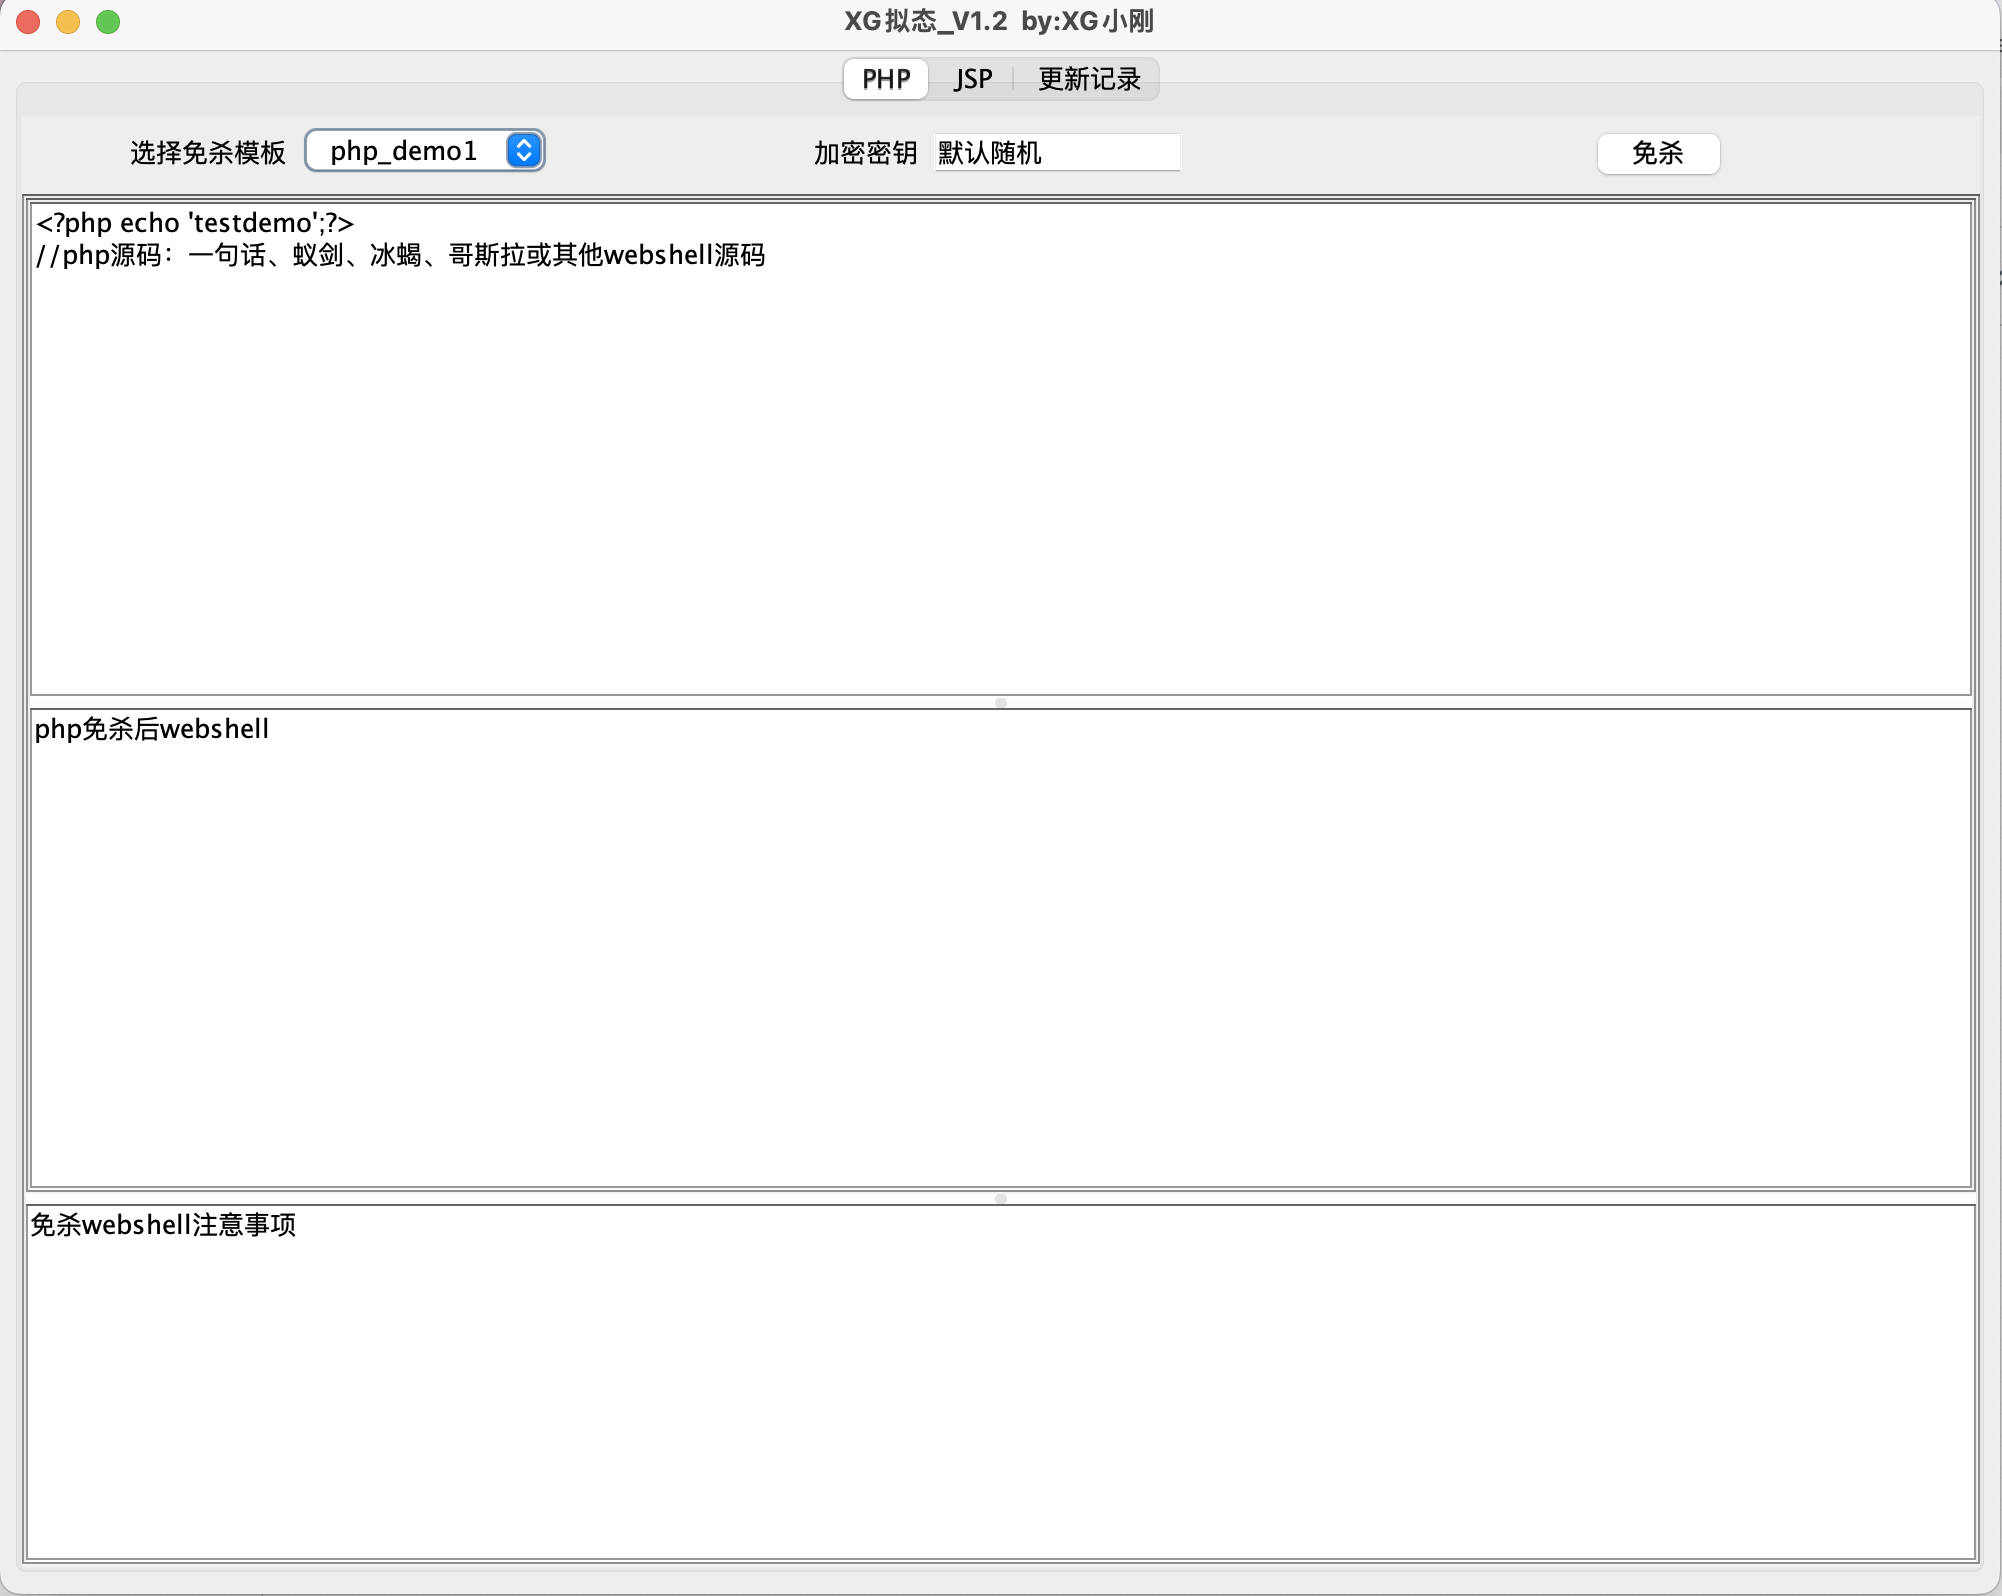 XG拟态_V1.2 by:XG小刚
PHP JSP 更新记录
选择免杀模板 php_demo1 加密密钥 默认随机 免杀
<?php echo 'testdemo';?>
//php源码：一句话、蚁剑、冰蝎、哥斯拉或其他webshell源码
php免杀后webshell
免杀webshell注意事项